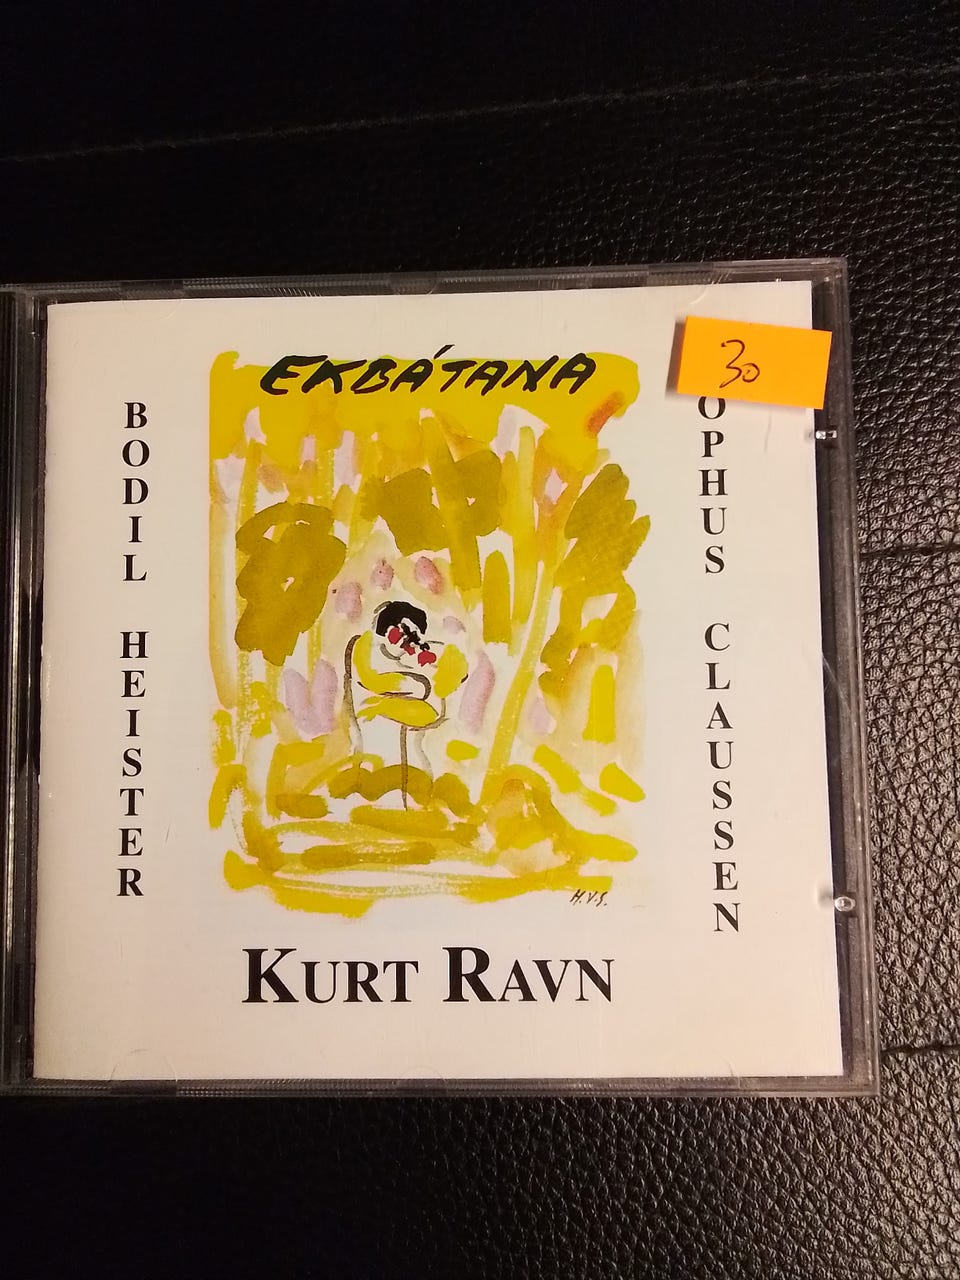 EKBÁTANA
30
BODIL HEISTER
OPHUS CLAUSSEN
H.V.S.
KURT RAVN